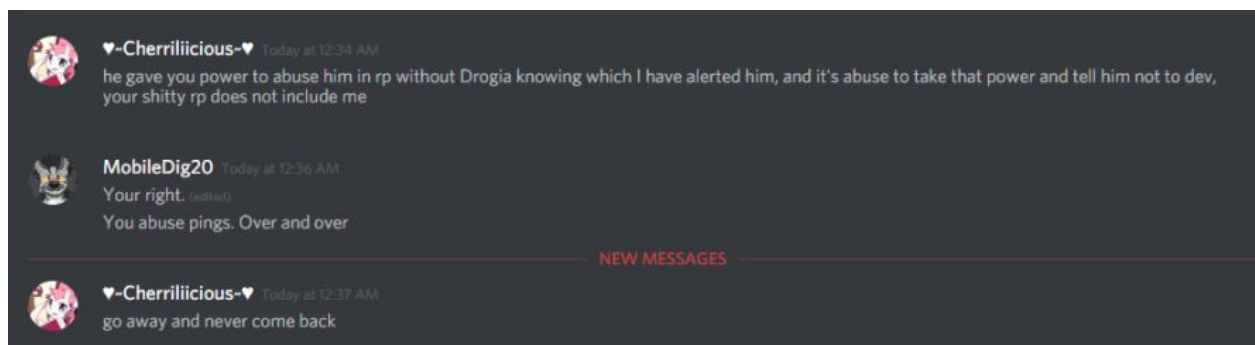 ♥~Cherriliicious~♥ Today at 12:34 AM
he gave you power to abuse him in rp without Drogia knowing which I have alerted him, and it's abuse to take that power and tell him not to dev,
your shitty rp does not include me
MobileDig20 Today at 12:36 AM
Your right. (edited)
You abuse pings. Over and over
NEW MESSAGES
♥~Cherriliicious~♥ Today at 12:37 AM
go away and never come back